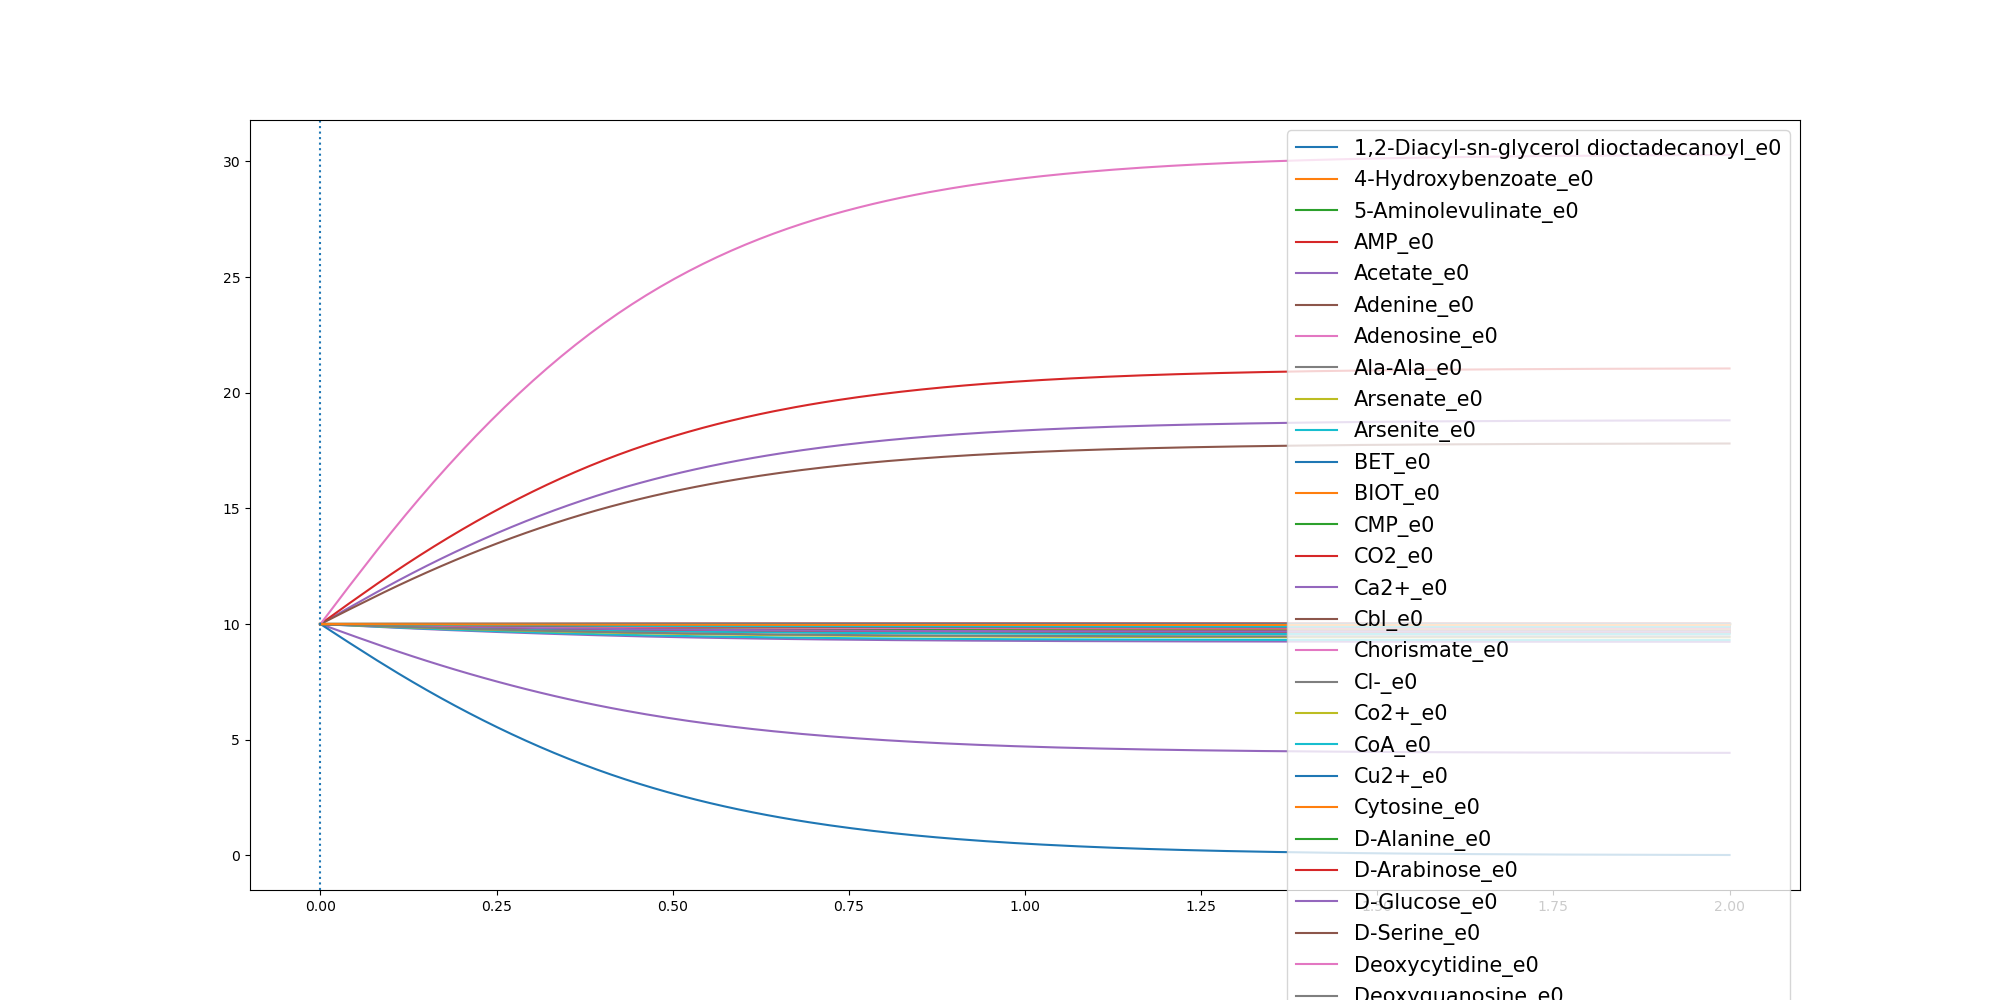 30
25
20
15
10
5
0
0.00
0.25
0.50
0.75
1.00
1.25
1.75
2.00
1,2-Diacyl-sn-glycerol dioctadecanoyl_e0
4-Hydroxybenzoate_e0
5-Aminolevulinate_e0
AMP_e0
Acetate_e0
Adenine_e0
Adenosine_e0
Ala-Ala_e0
Arsenate_e0
Arsenite_e0
BET_e0
BIOT_e0
CMP_e0
CO2_e0
Ca2+_e0
Cbl_e0
Chorismate_e0
Cl-_e0
Co2+_e0
CoA_e0
Cu2+_e0
Cytosine_e0
D-Alanine_e0
D-Arabinose_e0
D-Glucose_e0
D-Serine_e0
Deoxycytidine_e0
Deoxyguanosine_e0